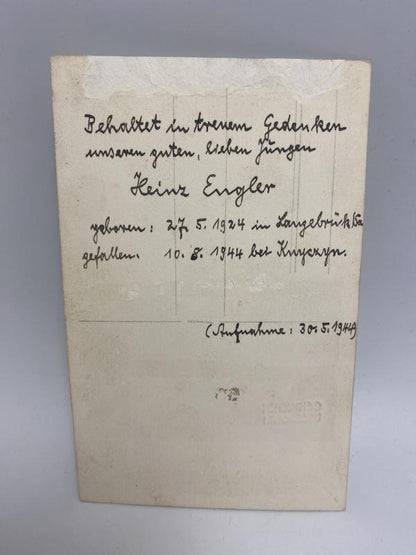 Behaltet in treuem Gedenken
unseren guten, lieben Jungen
Heinz Engler
geboren: 27. 5. 1924 in Langebrück/Sa
gefallen. 10. 8. 1944 bei Knyczyn.
(Aufnahme: 30.5.1944)